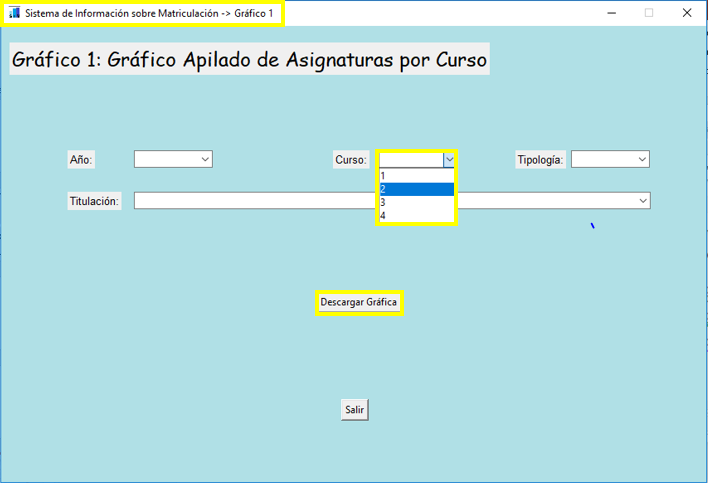 Sistema de Información sobre Matriculación -> Gráfico 1
Gráfico 1: Gráfico Apilado de Asignaturas por Curso
Año: Curso: Tipología:
1
2
Titulación:
3
4
Descargar Gráfica
Salir